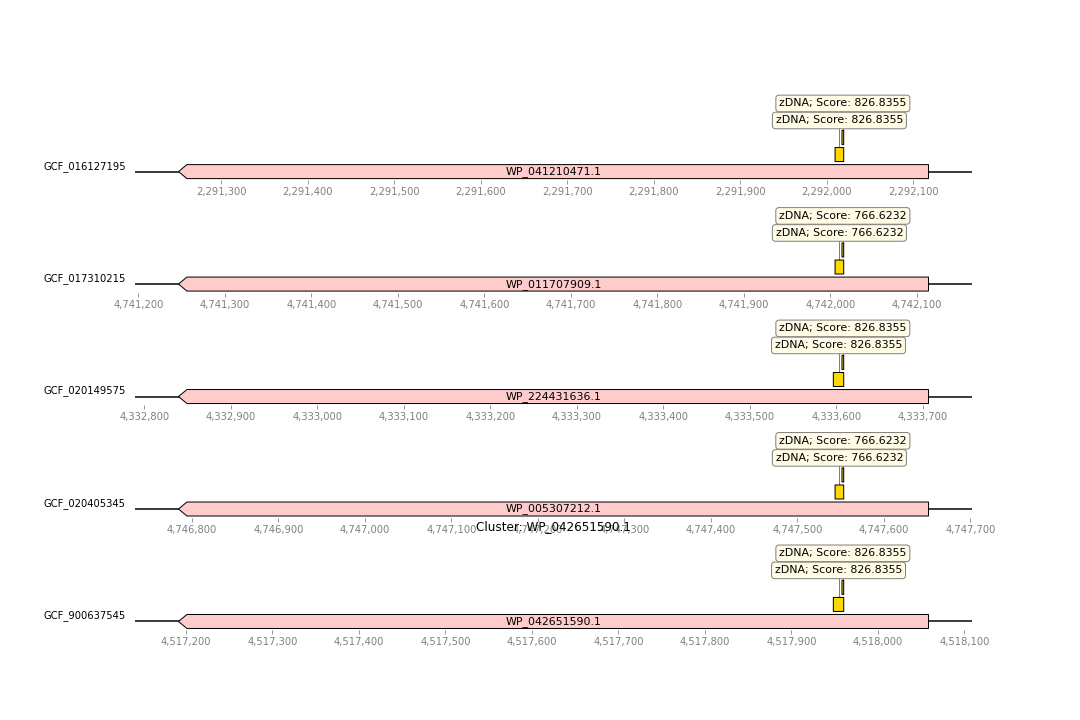 zDNA; Score: 826.8355
zDNA; Score: 826.8355
GCF_016127195
WP_041210471.1
2,291,300 2,291,400 2,291,500 2,291,600 2,291,700 2,291,800 2,291,900 2,292,000 2,292,100
zDNA; Score: 766.6232
zDNA; Score: 766.6232
GCF_017310215
WP_011707909.1
4,741,200 4,741,300 4,741,400 4,741,500 4,741,600 4,741,700 4,741,800 4,741,900 4,742,000 4,742,100
zDNA; Score: 826.8355
zDNA; Score: 826.8355
GCF_020149575
WP_224431636.1
4,332,800 4,332,900 4,333,000 4,333,100 4,333,200 4,333,300 4,333,400 4,333,500 4,333,600 4,333,700
zDNA; Score: 766.6232
zDNA; Score: 766.6232
GCF_020405345
WP_005307212.1
4,746,800 4,746,900 4,747,000 4,747,100 4,747,200 4,747,300 4,747,400 4,747,500 4,747,600 4,747,700
Cluster: WP_042651590.1
zDNA; Score: 826.8355
zDNA; Score: 826.8355
GCF_900637545
WP_042651590.1
4,517,200 4,517,300 4,517,400 4,517,500 4,517,600 4,517,700 4,517,800 4,517,900 4,518,000 4,518,100